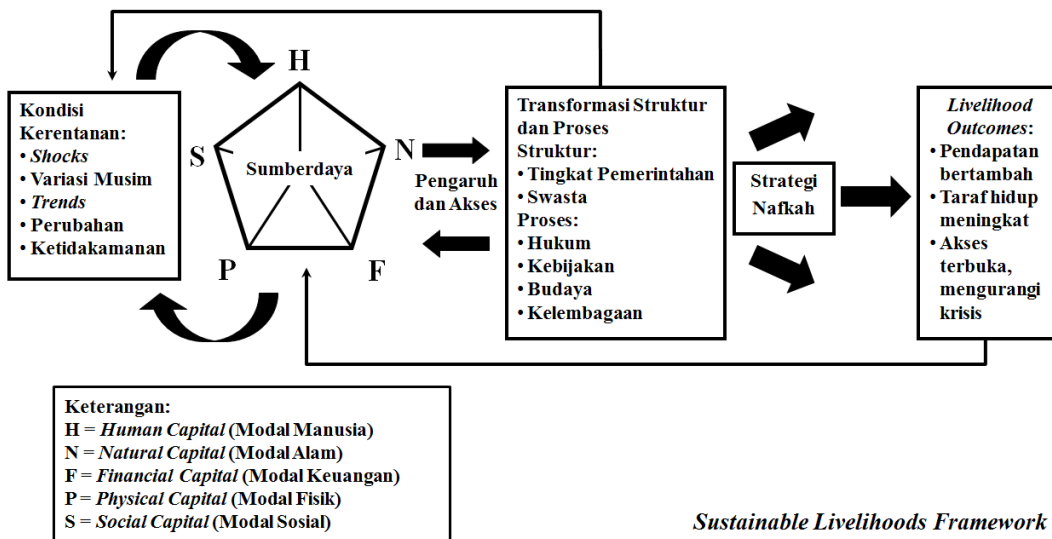 Kondisi
Kerentanan:
• Shocks
• Variasi Musim
• Trends
• Perubahan
• Ketidakamanan
H
S
Sumberdaya
N
P
F
Pengaruh
dan Akses
Transformasi Struktur
dan Proses
Struktur:
• Tingkat Pemerintahan
• Swasta
Proses:
• Hukum
• Kebijakan
• Budaya
• Kelembagaan
Strategi
Nafkah
Livelihood
Outcomes:
• Pendapatan
bertambah
• Taraf hidup
meningkat
• Akses
terbuka,
mengurangi
krisis
Keterangan:
H = Human Capital (Modal Manusia)
N = Natural Capital (Modal Alam)
F = Financial Capital (Modal Keuangan)
P = Physical Capital (Modal Fisik)
S = Social Capital (Modal Sosial)
Sustainable Livelihoods Framework